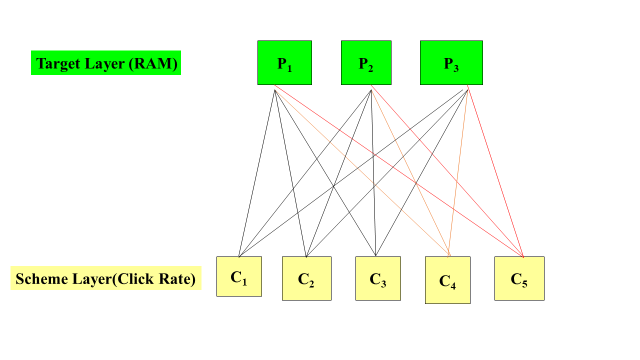 Target Layer (RAM) P1 P2 P3
Scheme Layer(Click Rate) C1 C2 C3 C4 C5